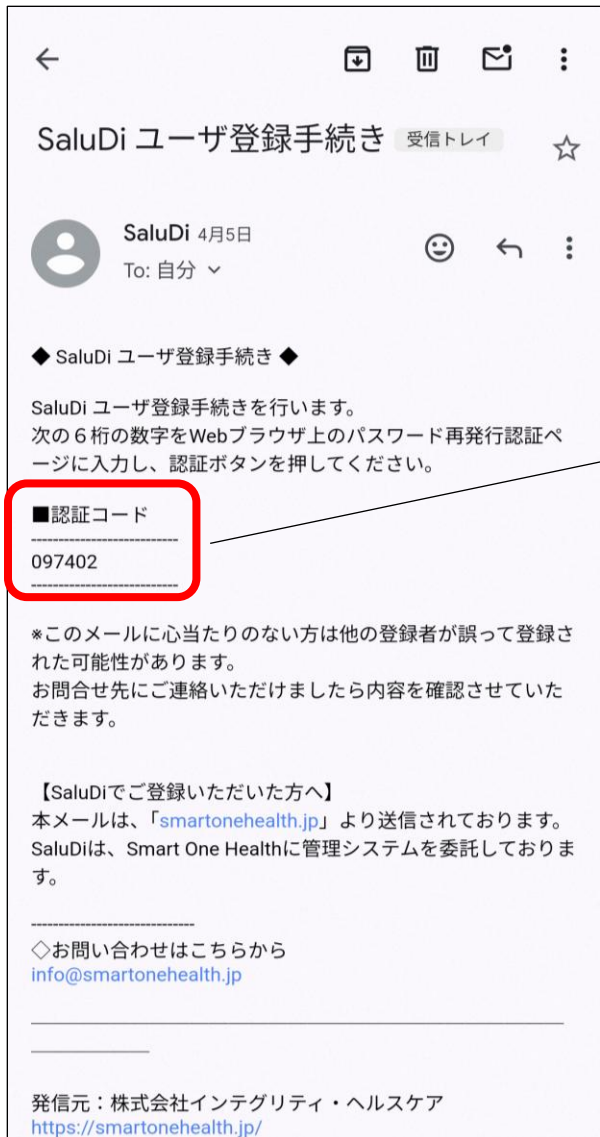 SaluDi ユーザ登録手続き 受信トレイ
SaluDi 4月5日
To: 自分
◆ SaluDi ユーザ登録手続き ◆
SaluDi ユーザ登録手続きを行います。
次の６桁の数字をWebブラウザ上のパスワード再発行認証ペ
ージに入力し、認証ボタンを押してください。
■認証コード
---------------------------
097402
---------------------------
※このメールに心当たりのない方は他の登録者が誤って登録さ
れた可能性があります。
お問合せ先にご連絡いただけましたら内容を確認させていた
だきます。
【SaluDiでご登録いただいた方へ】
本メールは、「smartonehealth.jp」より送信されております。
SaluDiは、Smart One Healthに管理システムを委託しておりま
す。
------------------------------
◇お問い合わせはこちらから
info@smartonehealth.jp
発信元：株式会社インテグリティ・ヘルスケア
https://smartonehealth.jp/